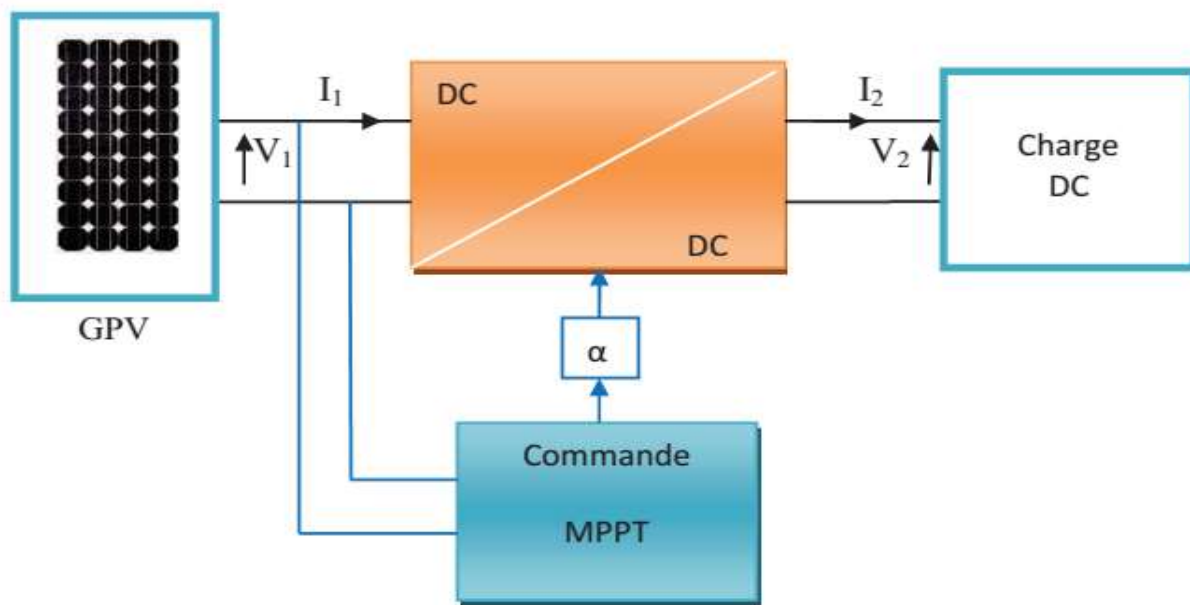 DC
I₁
I₂
V₁
V₂
Charge
DC
DC
GPV
α
Commande
MPPT